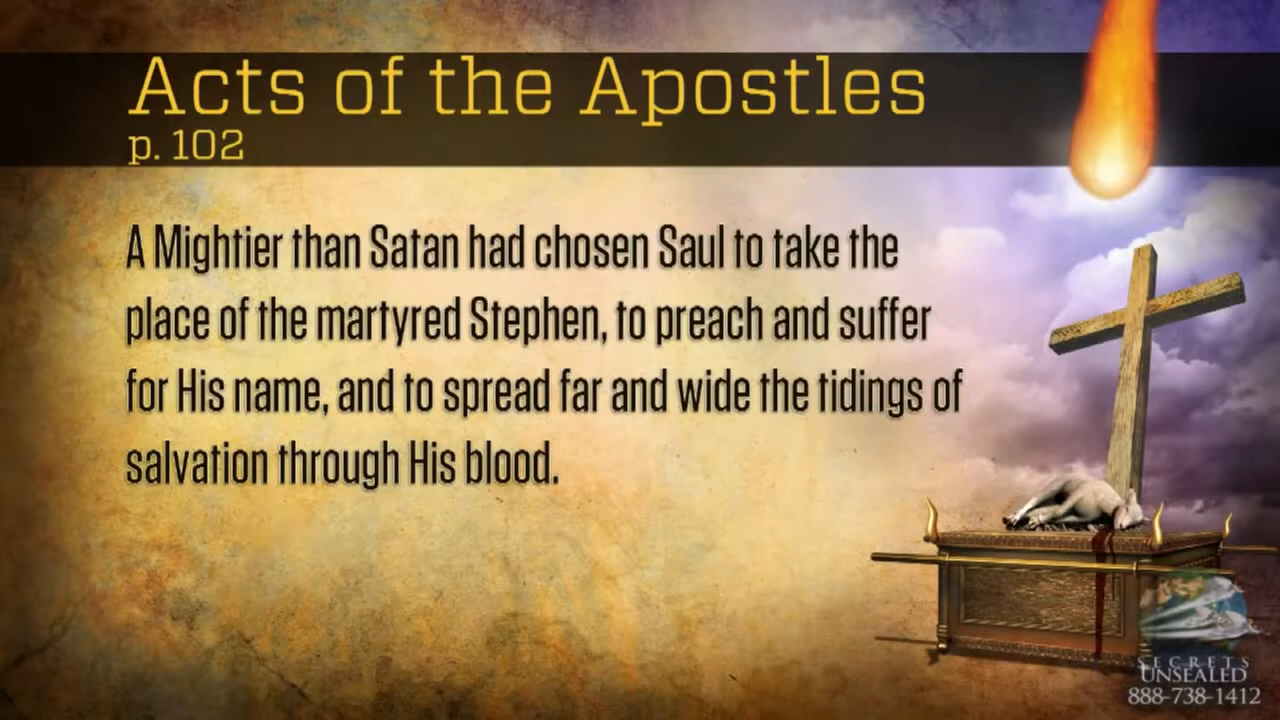 Acts of the Apostles
p. 102
A Mightier than Satan had chosen Saul to take the
place of the martyred Stephen, to preach and suffer
for His name, and to spread far and wide the tidings of
salvation through His blood.
SECRETS
UNSEALED
888-738-1412